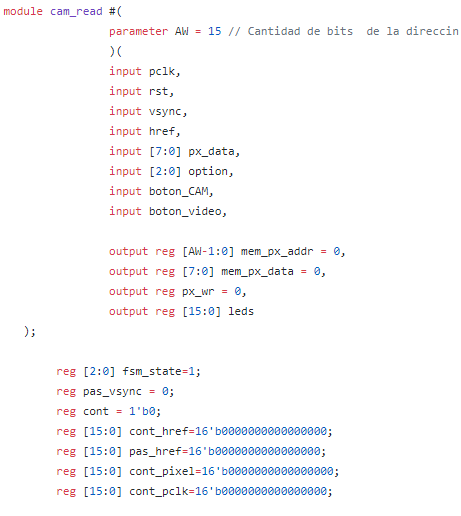 module cam_read #(
parameter AW = 15 // Cantidad de bits  de la direccin
)(
input pclk,
input rst,
input vsync,
input href,
input [7:0] px_data,
input [2:0] option,
input boton_CAM,
input boton_video,
output reg [AW-1:0] mem_px_addr = 0,
output reg [7:0] mem_px_data = 0,
output reg px_wr = 0,
output reg [15:0] leds
);
reg [2:0] fsm_state=1;
reg pas_vsync = 0;
reg cont = 1'b0;
reg [15:0] cont_href=16'b0000000000000000;
reg [15:0] pas_href=16'b0000000000000000;
reg [15:0] cont_pixel=16'b0000000000000000;
reg [15:0] cont_pclk=16'b0000000000000000;